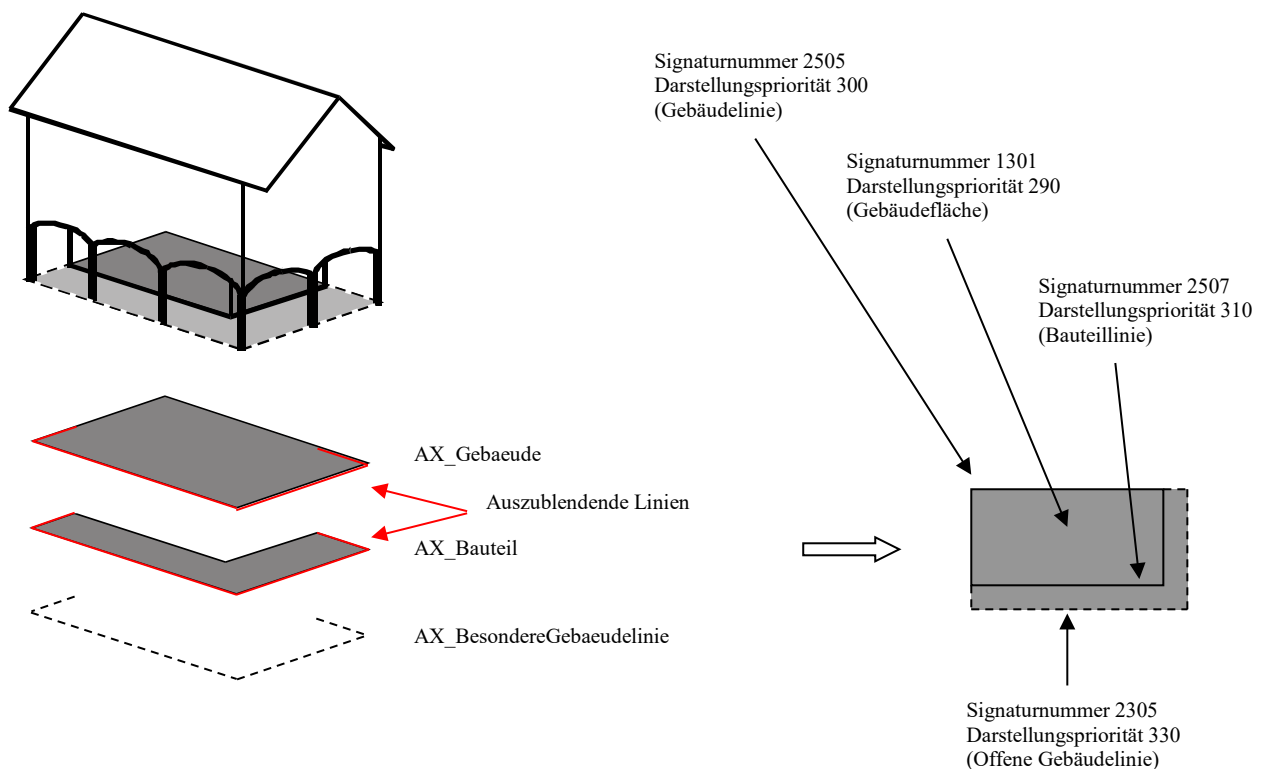 Signaturnummer 2505
Darstellungspriorität 300
(Gebäudelinie)
Signaturnummer 1301
Darstellungspriorität 290
(Gebäudefläche)
Signaturnummer 2507
Darstellungspriorität 310
(Bauteillinie)
AX_Gebaeude
Auszublendende Linien
AX_Bauteil
AX_BesondereGebaeudelinie
Signaturnummer 2305
Darstellungspriorität 330
(Offene Gebäudelinie)